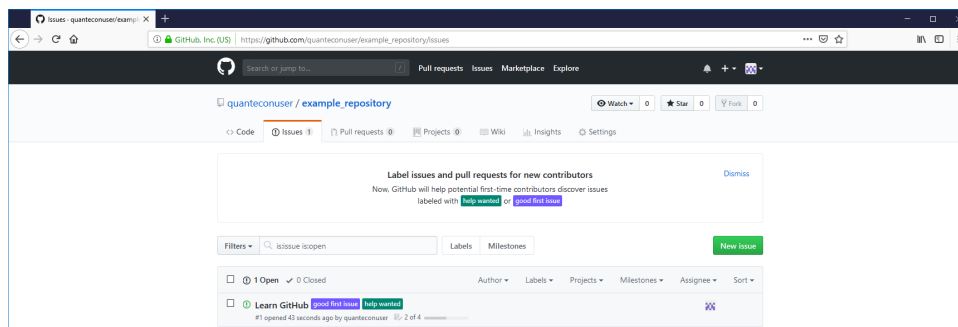 Issues - quanteconuser/exampl
GitHub, Inc. (US) https://github.com/quanteconuser/example_repository/issues
Search or jump to... / Pull requests Issues Marketplace Explore
quanteconuser / example_repository Watch 0 Star 0 Fork 0
Code Issues 1 Pull requests 0 Projects 0 Wiki Insights Settings
Label issues and pull requests for new contributors Dismiss
Now, GitHub will help potential first-time contributors discover issues
labeled with help wanted or good first issue
Filters is:issue is:open Labels Milestones New issue
1 Open 0 Closed Author Labels Projects Milestones Assignee Sort
Learn GitHub good first issue help wanted
#1 opened 43 seconds ago by quanteconuser 2 of 4